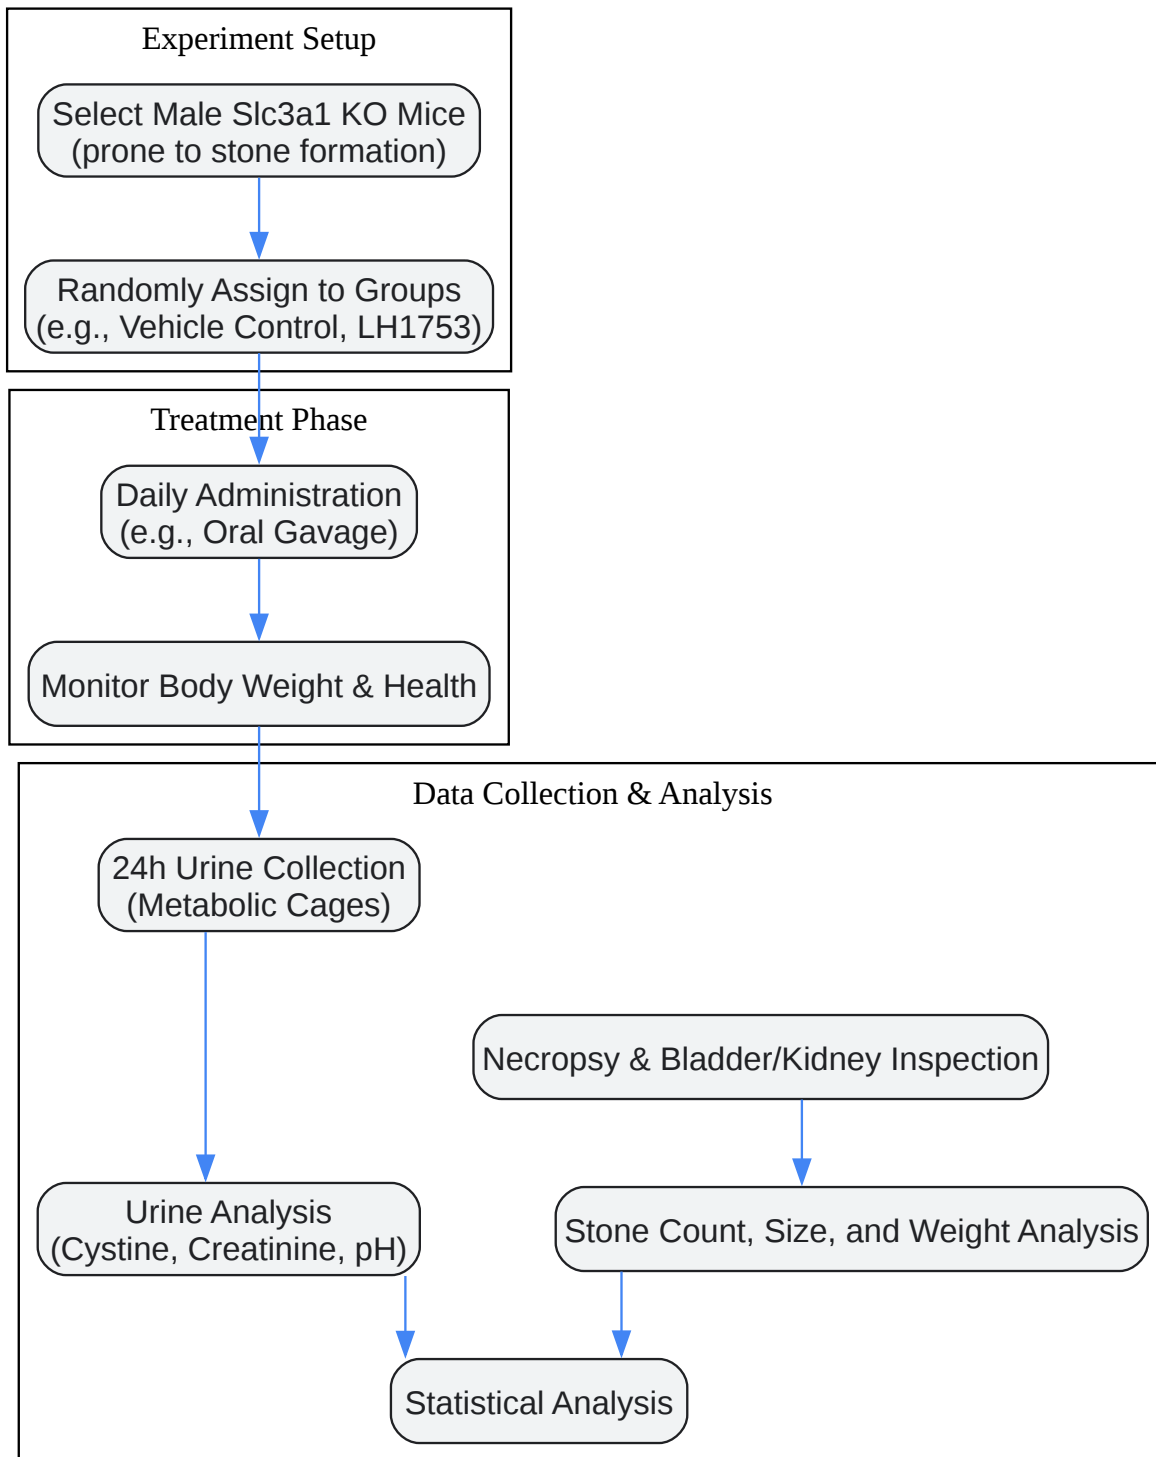 Experiment Setup
Select Male Slc3a1 KO Mice
(prone to stone formation)
Randomly Assign to Groups
(e.g., Vehicle Control, LH1753)
Treatment Phase
Daily Administration
(e.g., Oral Gavage)
Monitor Body Weight & Health
Data Collection & Analysis
24h Urine Collection
(Metabolic Cages)
Necropsy & Bladder/Kidney Inspection
Urine Analysis
(Cystine, Creatinine, pH)
Stone Count, Size, and Weight Analysis
Statistical Analysis